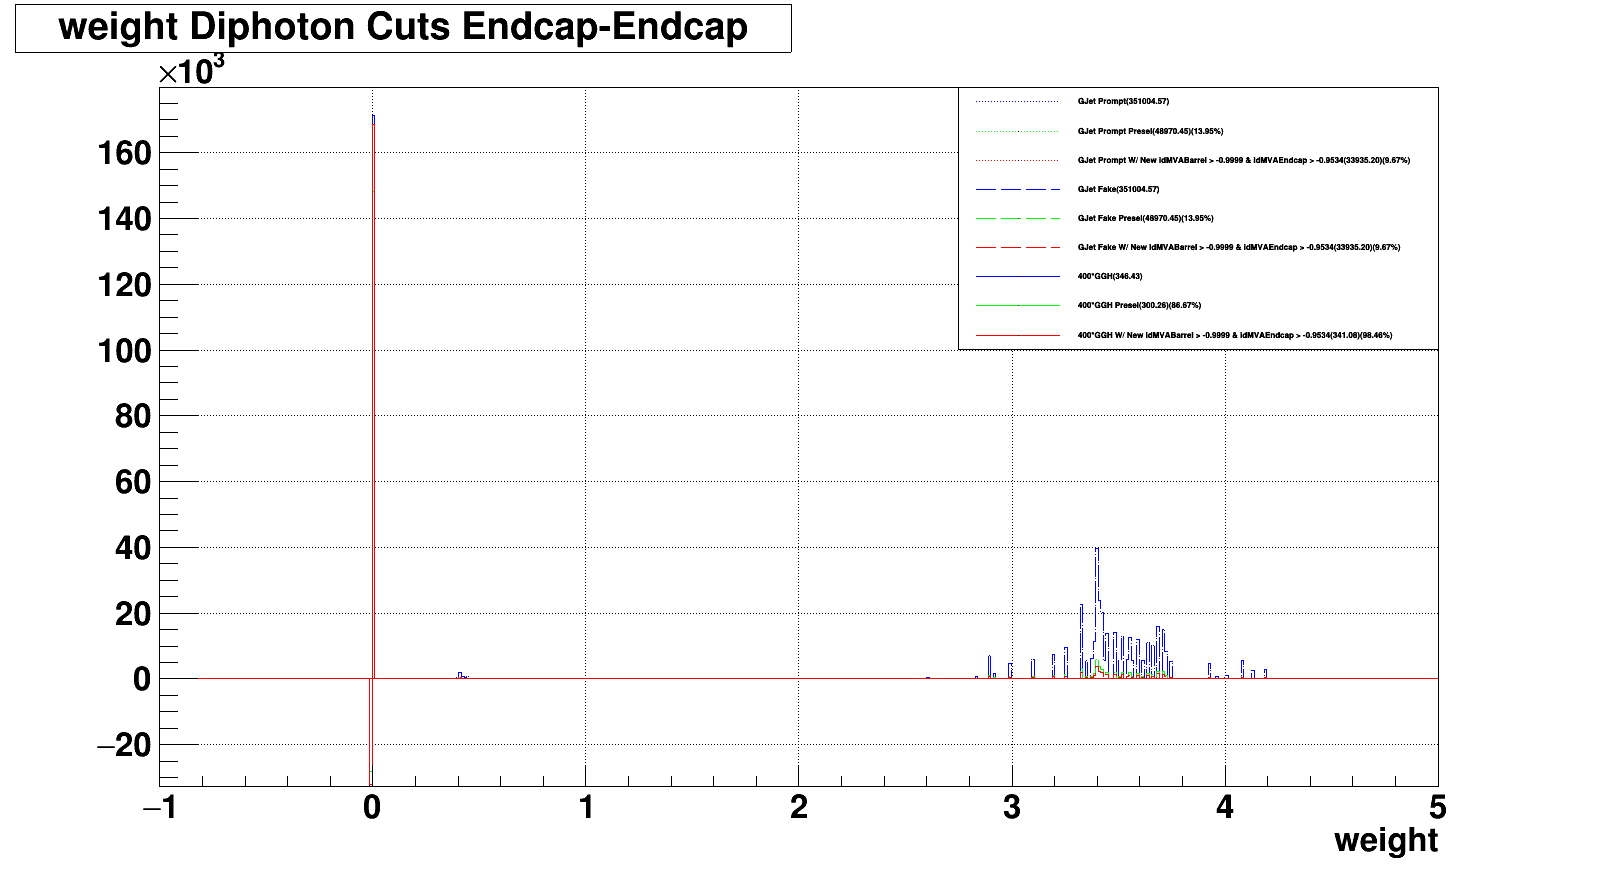 weight Diphoton Cuts Endcap-Endcap
×10³
160
140
120
100
80
60
40
20
0
−20
−1 0 1 2 3 4 5
weight
GJet Prompt(351004.57)
GJet Prompt Presel(48970.45)(13.95%)
GJet Prompt W/ New idMVABarrel > -0.9999 & idMVAEndcap > -0.9534(33935.20)(9.67%)
GJet Fake(351004.57)
GJet Fake Presel(48970.45)(13.95%)
GJet Fake W/ New idMVABarrel > -0.9999 & idMVAEndcap > -0.9534(33935.20)(9.67%)
400*GGH(346.43)
400*GGH Presel(300.26)(86.67%)
400*GGH W/ New idMVABarrel > -0.9999 & idMVAEndcap > -0.9534(341.08)(98.46%)